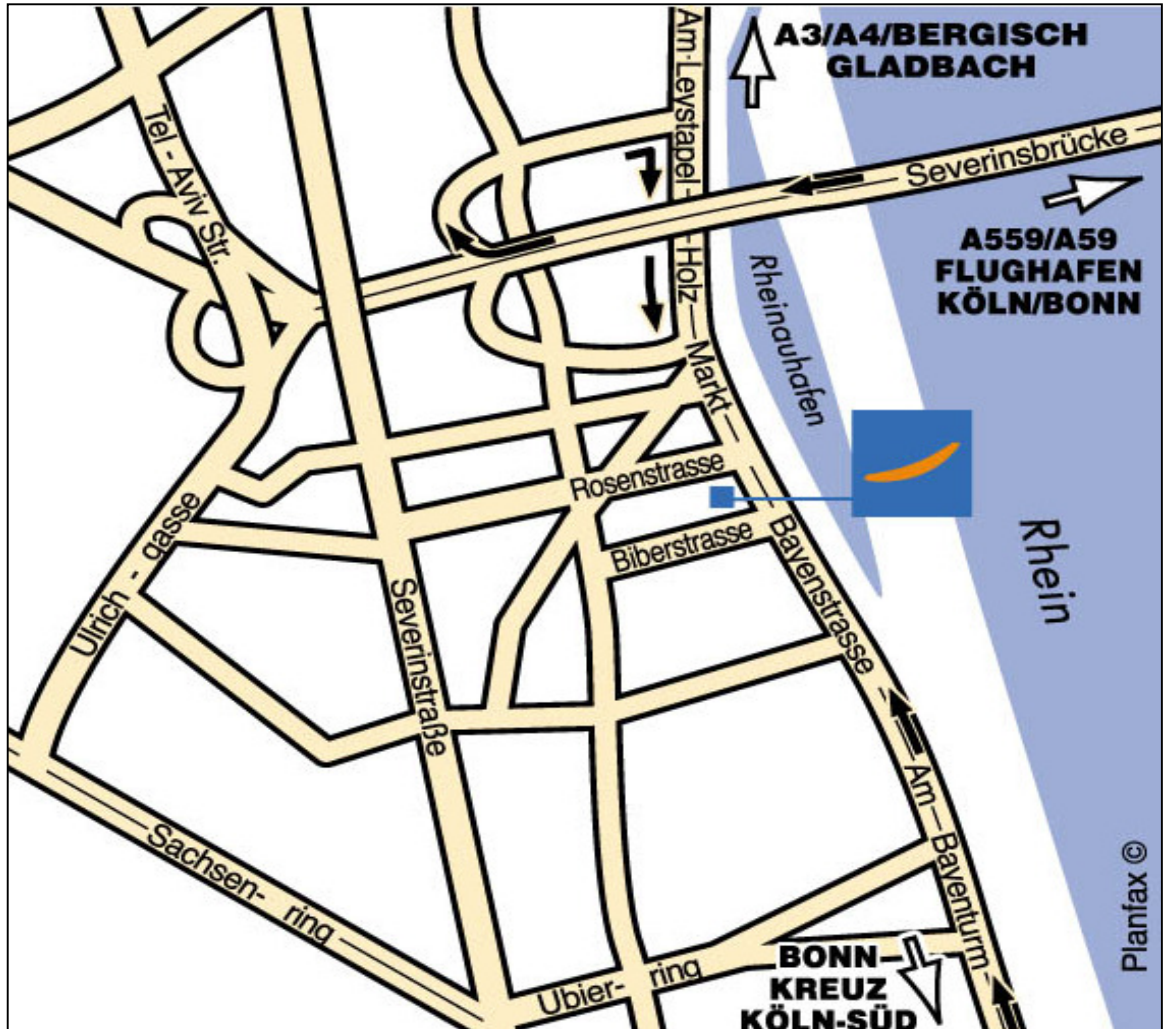 A3/A4/BERGISCH
GLADBACH
Am-Leystapel-
Holz
Markt
Tel - Aviv Str.
Severinsbrücke
A559/A59
FLUGHAFEN
KÖLN/BONN
Rheinauhafen
Rosenstrasse
Biberstrasse
Bayenstrasse
Rhein
Ulrich - gasse
Severinstraße
Am
Bayenturm
Sachsen- ring
Ubier- ring
BONN
KREUZ
KÖLN-SÜD
Planfax ©